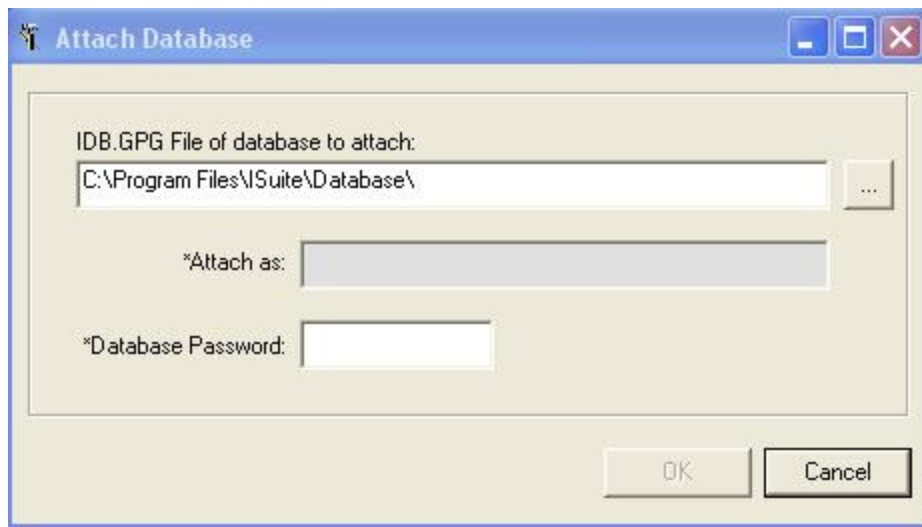 Attach Database
IDB.GPG File of database to attach:
C:\Program Files\ISuite\Database\
...
*Attach as:
*Database Password:
OK
Cancel